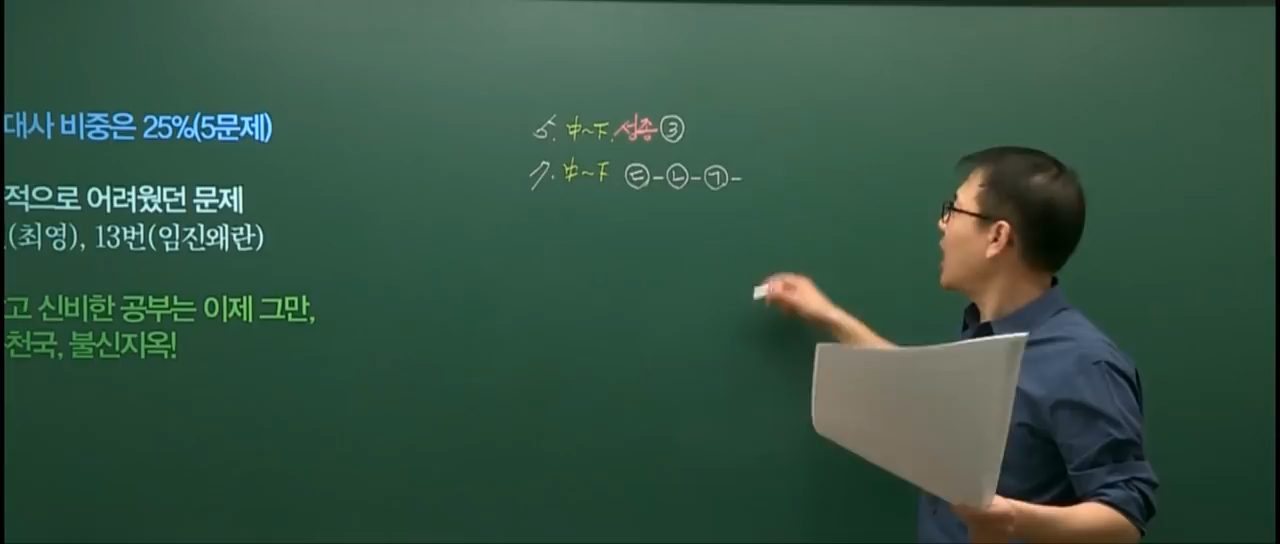 대사 비중은 25%(5문제)
적으로 어려웠던 문제
(최영), 13번(임진왜란)
고 신비한 공부는 이제 그만,
천국, 불신지옥!
5. 中~下. 성종 ③
7. 中~下 ㉢-㉡-㉠-